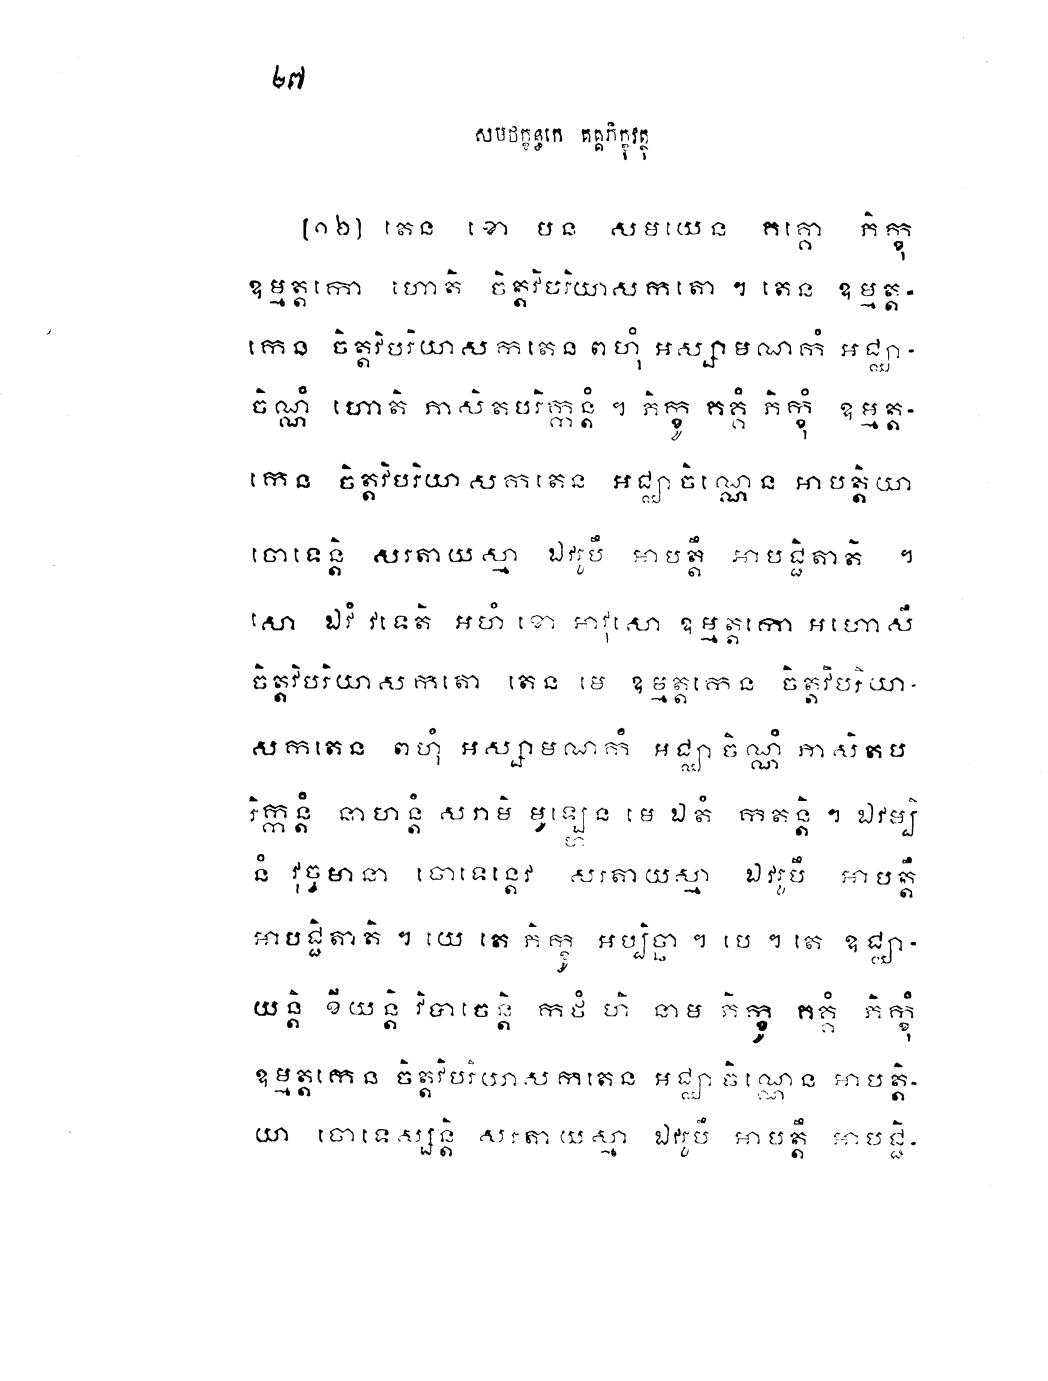 ២៧
សមថក្ខន្ធកេ គគ្គភិក្ខុវត្ថុ
[១៦] តេន ខោ បន សមយេន គគ្គោ ភិក្ខុ
ឧម្មត្តកោ ហោតិ ចិត្តវិបរិយាសកតោ ។ តេន ឧម្មត្ត-
កេន ចិត្តវិបរិយាសកតេន ពហុំ អស្សាមណកំ អជ្ឈា-
ចិណ្ណំ ហោតិ ភាសិតបរិក្កន្តំ ។ ភិក្ខូ គគ្គំ ភិក្ខុំ ឧម្មត្ត-
កេន ចិត្តវិបរិយាសកតេន អជ្ឈាចិណ្ណេន អាបត្តិយា
ចោទេន្តិ សរតាយស្មា ឯវរូបឹ អាបត្តឹ អាបជ្ជិតាតិ ។
សោ ឯវំ វទេតិ អហំ ខោ អាវុសោ ឧម្មត្តកោ អហោសឹ
ចិត្តវិបរិយាសកតោ តេន មេ ឧម្មត្តកេន ចិត្តវិបរិយា-
សកតេន ពហុំ អស្សាមណកំ អជ្ឈាចិណ្ណំ ភាសិតប
រិក្កន្តំ នាហន្តំ សរាមិ មូឡ្ហេន មេ ឯតំ កតន្តិ ។ ឯវម្បិ
នំ វុច្ចមានា ចោទេន្តេវ សរតាយស្មា ឯវរូបឹ អាបត្តឹ
អាបជ្ជិតាតិ ។ យេ តេ ភិក្ខូ អប្បិច្ឆា ។ បេ ។ តេ ឧជ្ឈា-
យន្តិ ខីយន្តិ វិបាចេន្តិ កថំ ហិ នាម ភិក្ខូ គគ្គំ ភិក្ខុំ
ឧម្មត្តកេន ចិត្តវិបរិយាសកតេន អជ្ឈាចិណ្ណេន អាបត្តិ-
យា ចោទេស្សន្តិ សរតាយស្មា ឯវរូបឹ អាបត្តឹ អាបជ្ជិ-